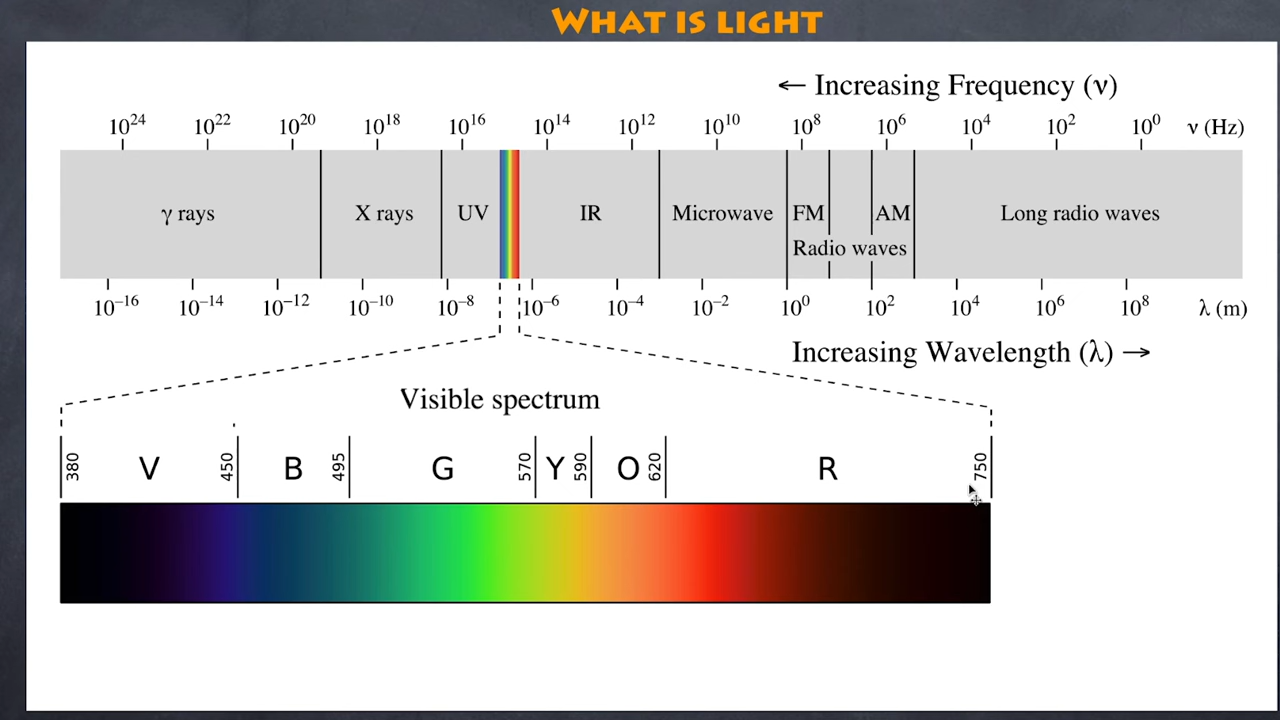 WHAT IS LIGHT
← Increasing Frequency (ν)
10²⁴ 10²² 10²⁰ 10¹⁸ 10¹⁶ 10¹⁴ 10¹² 10¹⁰ 10⁸ 10⁶ 10⁴ 10² 10⁰ ν (Hz)
γ rays X rays UV IR Microwave FM AM Long radio waves
Radio waves
10⁻¹⁶ 10⁻¹⁴ 10⁻¹² 10⁻¹⁰ 10⁻⁸ 10⁻⁶ 10⁻⁴ 10⁻² 10⁰ 10² 10⁴ 10⁶ 10⁸ λ (m)
Increasing Wavelength (λ) →
Visible spectrum
380 V 450 B 495 G 570 Y 590 O 620 R 750